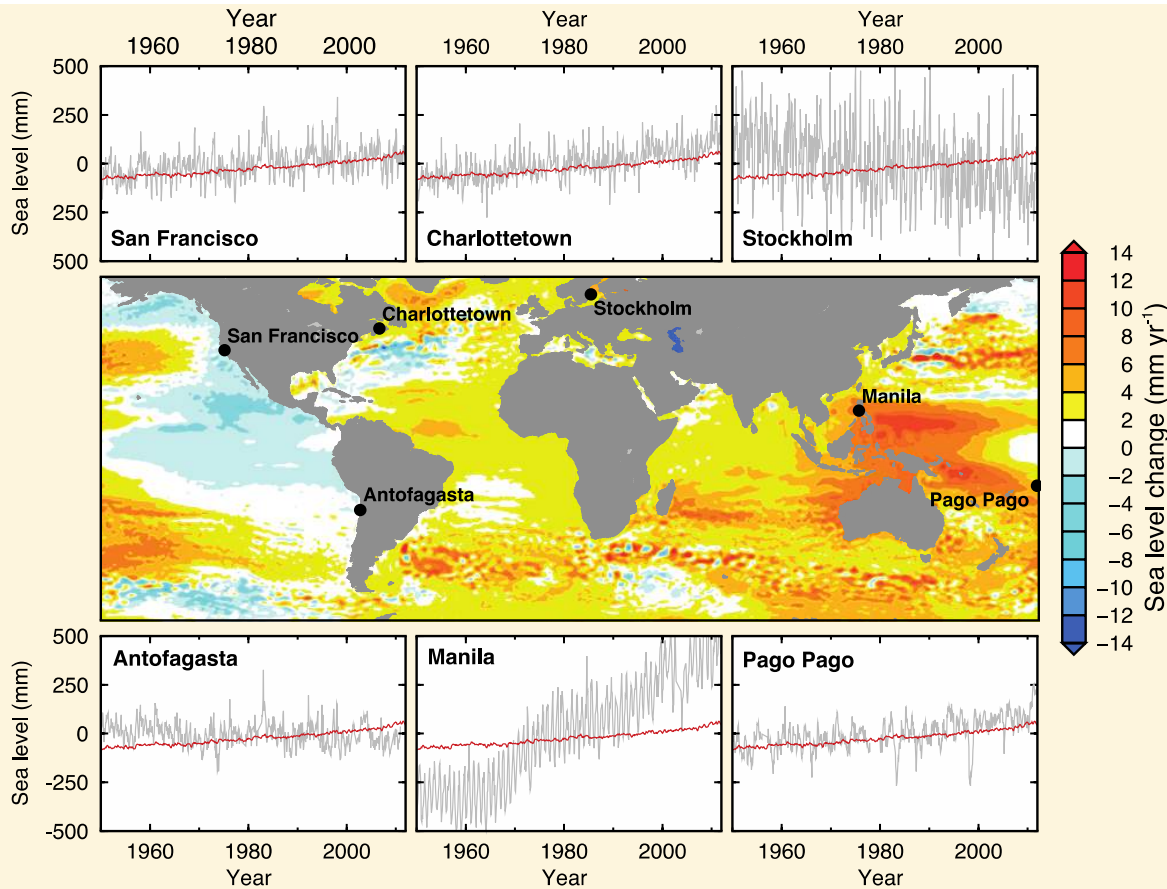 Year Year Year
1960 1980 2000 1960 1980 2000 1960 1980 2000
500
250
0
250
500
Sea level (mm)
San Francisco
Charlottetown
Stockholm
San Francisco
Charlottetown
Stockholm
Manila
Antofagasta
Pago Pago
14
12
10
8
6
4
2
0
−2
−4
−6
−8
−10
−12
−14
Sea level change (mm yr⁻¹)
500
250
0
-250
-500
Sea level (mm)
Antofagasta
Manila
Pago Pago
1960 1980 2000 1960 1980 2000 1960 1980 2000
Year Year Year